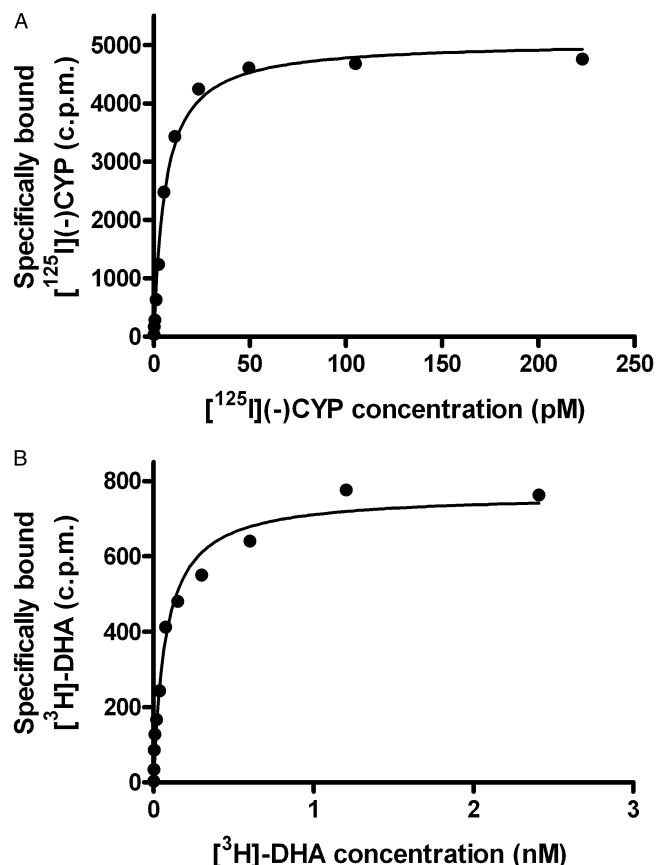 A
Specifically bound
[¹²⁵I](-)CYP (c.p.m.)
5000
4000
3000
2000
1000
0
0 50 100 150 200 250
[¹²⁵I](-)CYP concentration (pM)
B
Specifically bound
[³H]-DHA (c.p.m.)
800
600
400
200
0
0 1 2 3
[³H]-DHA concentration (nM)